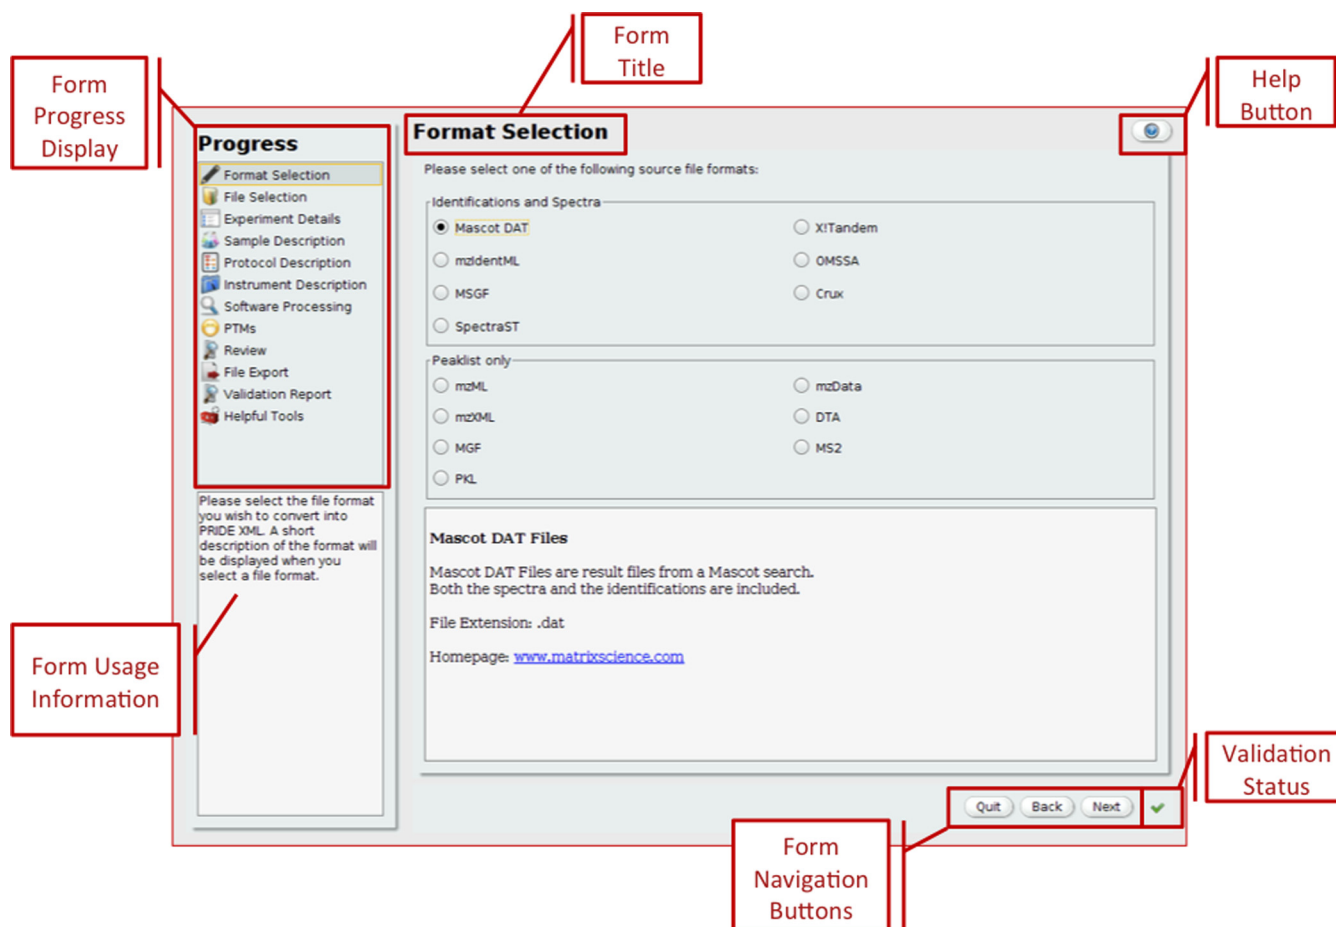 Form
Title
Form
Progress
Display
Help
Button
Progress
Format Selection
File Selection
Experiment Details
Sample Description
Protocol Description
Instrument Description
Software Processing
PTMs
Review
File Export
Validation Report
Helpful Tools
Please select the file format
you wish to convert into
PRIDE XML. A short
description of the format will
be displayed when you
select a file format.
Form Usage
Information
Format Selection
Please select one of the following source file formats:
Identifications and Spectra
Mascot DAT
X!Tandem
mzIdentML
OMSSA
MSGF
Crux
SpectraST
Peaklist only
mzML
mzData
mzXML
DTA
MGF
MS2
PKL
Mascot DAT Files
Mascot DAT Files are result files from a Mascot search.
Both the spectra and the identifications are included.
File Extension: .dat
Homepage: www.matrixscience.com
Quit Back Next
Validation
Status
Form
Navigation
Buttons